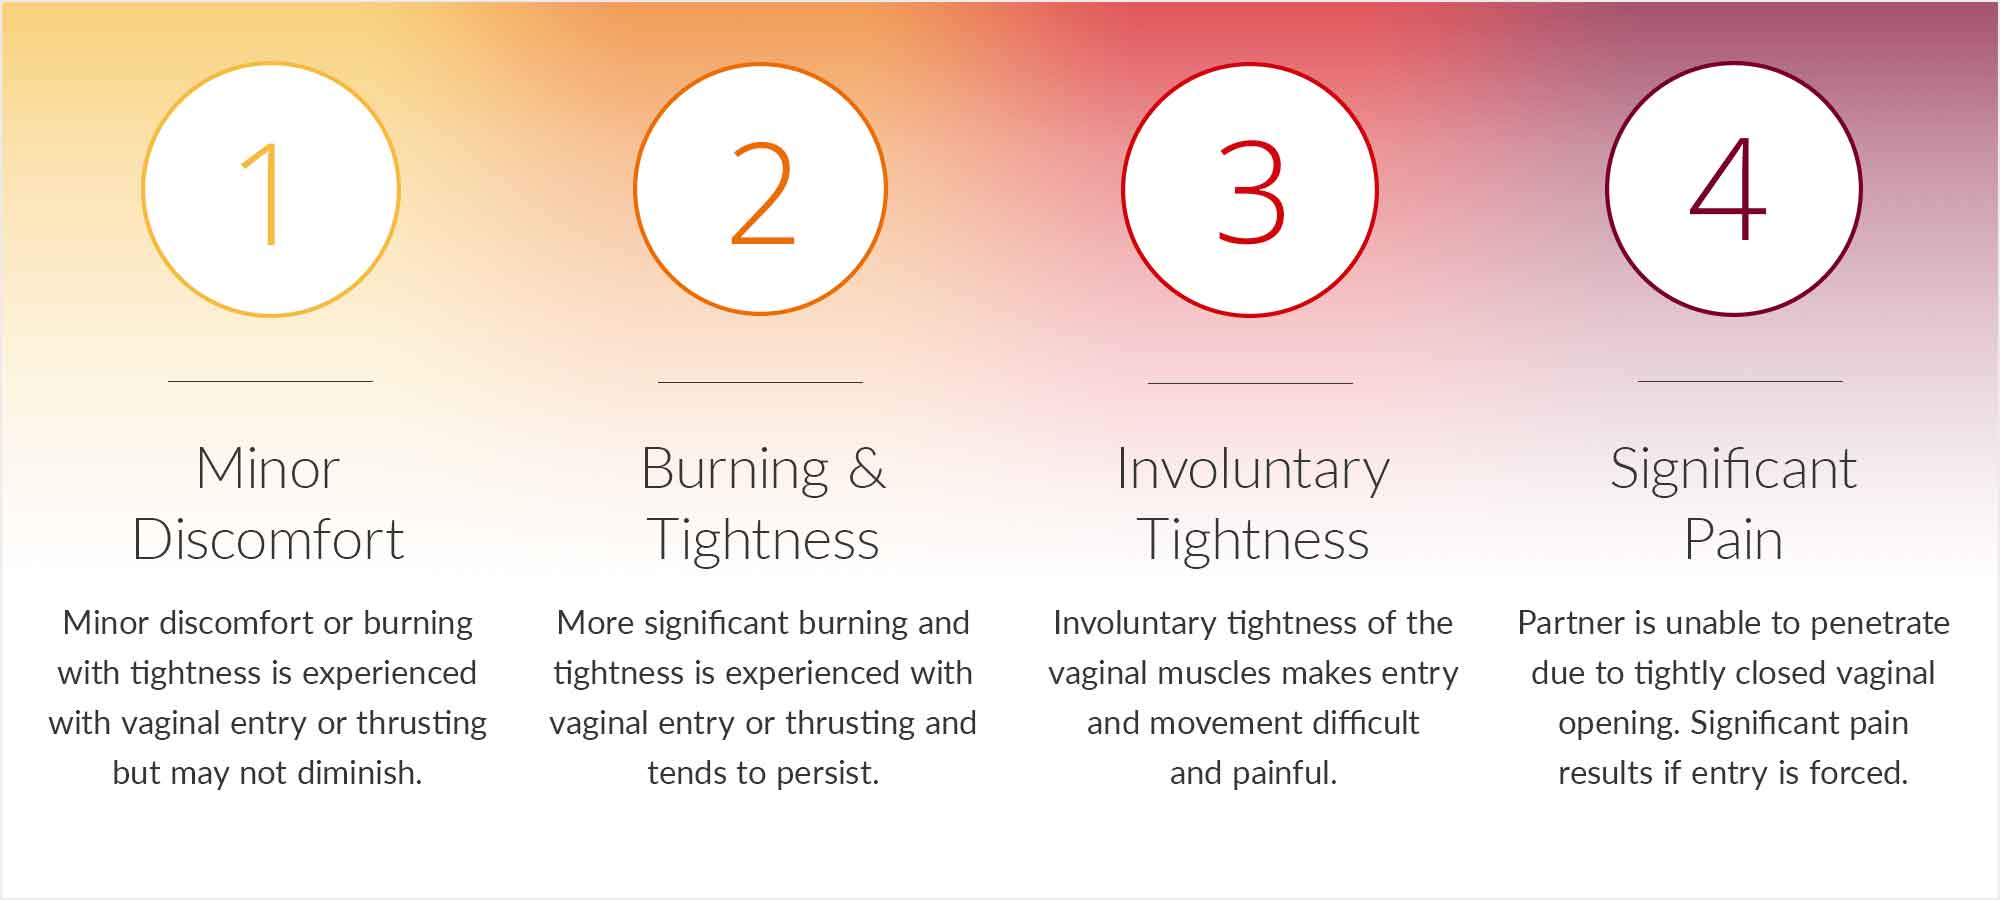 1
Minor
Discomfort
Minor discomfort or burning
with tightness is experienced
with vaginal entry or thrusting
but may not diminish.
2
Burning &
Tightness
More significant burning and
tightness is experienced with
vaginal entry or thrusting and
tends to persist.
3
Involuntary
Tightness
Involuntary tightness of the
vaginal muscles makes entry
and movement difficult
and painful.
4
Significant
Pain
Partner is unable to penetrate
due to tightly closed vaginal
opening. Significant pain
results if entry is forced.